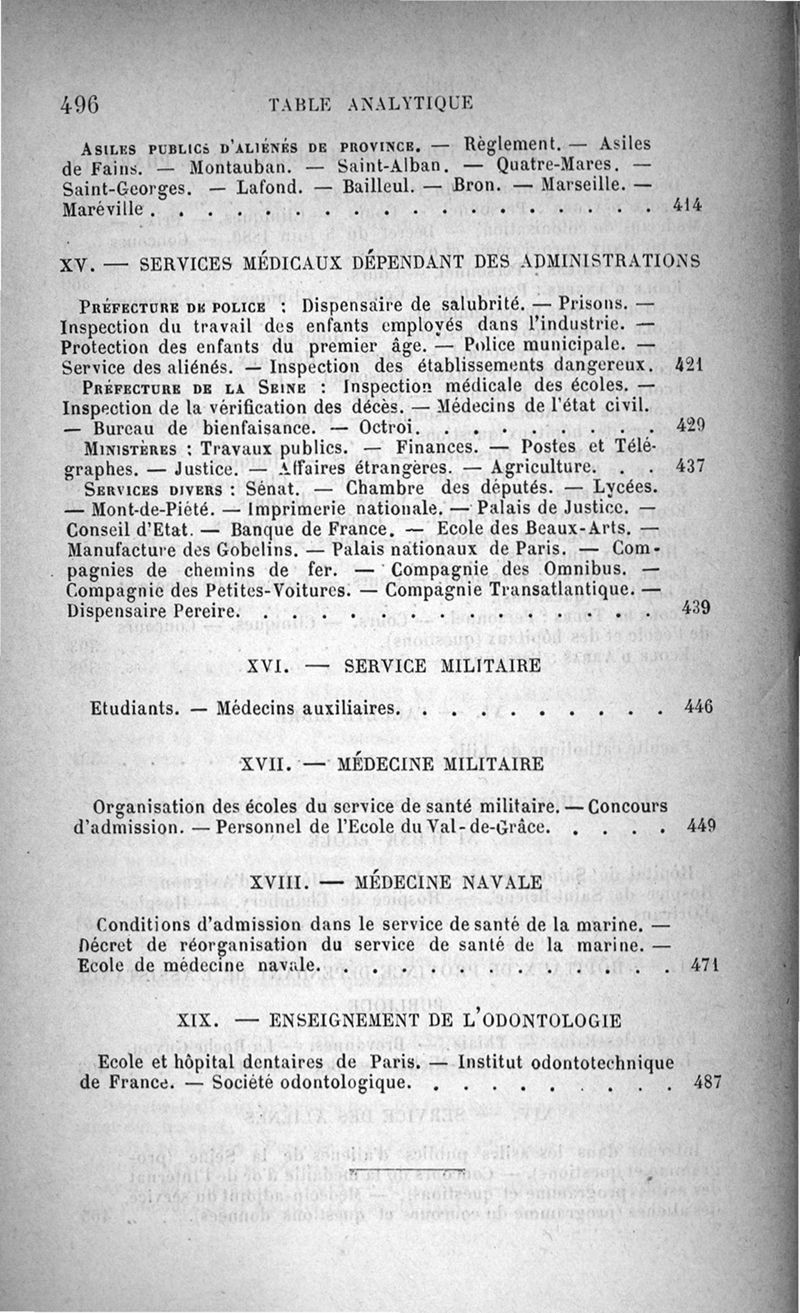 496 TABLE ANALYTIQUE
ASILES PUBLICS D'ALIÉNÉS DE PROVINCE. — Règlement. — Asiles
de Fains. — Montauban. — Saint-Alban. — Quatre-Mares. —
Saint-Georges. — Lafond. — Bailleul. — Bron. — Marseille. —
Maréville . . . . . . . . . . . . . . . . . . 414
XV. — SERVICES MÉDICAUX DÉPENDANT DES ADMINISTRATIONS
PRÉFECTURE DE POLICE : Dispensaire de salubrité. — Prisons. —
Inspection du travail des enfants employés dans l'industrie. —
Protection des enfants du premier âge. — Police municipale. —
Service des aliénés. — Inspection des établissements dangereux. 421
PRÉFECTURE DE LA SEINE : Inspection médicale des écoles. —
Inspection de la vérification des décès. — Médecins de l'état civil.
— Bureau de bienfaisance. — Octroi. . . . . . . . . 429
MINISTÈRES : Travaux publics. — Finances. — Postes et Télé-
graphes. — Justice. — Affaires étrangères. — Agriculture. . . 437
SERVICES DIVERS : Sénat. — Chambre des députés. — Lycées.
— Mont-de-Piété. — Imprimerie nationale. — Palais de Justice. —
Conseil d'Etat. — Banque de France. — Ecole des Beaux-Arts. —
Manufacture des Gobelins. — Palais nationaux de Paris. — Com-
pagnies de chemins de fer. — Compagnie des Omnibus. —
Compagnie des Petites-Voitures. — Compagnie Transatlantique. —
Dispensaire Pereire. . . . . . . . . . . . . . . 439
XVI. — SERVICE MILITAIRE
Etudiants. — Médecins auxiliaires. . . . . . . . . . 446
XVII. — MÉDECINE MILITAIRE
Organisation des écoles du service de santé militaire. — Concours
d'admission. — Personnel de l'Ecole du Val-de-Grâce. . . . . 449
XVIII. — MÉDECINE NAVALE
Conditions d'admission dans le service de santé de la marine. —
Décret de réorganisation du service de santé de la marine. —
Ecole de médecine navale. . . . . . . . . . . . . 471
XIX. — ENSEIGNEMENT DE L'ODONTOLOGIE
Ecole et hôpital dentaires de Paris. — Institut odontotechnique
de France. — Société odontologique. . . . . . . . . . 487